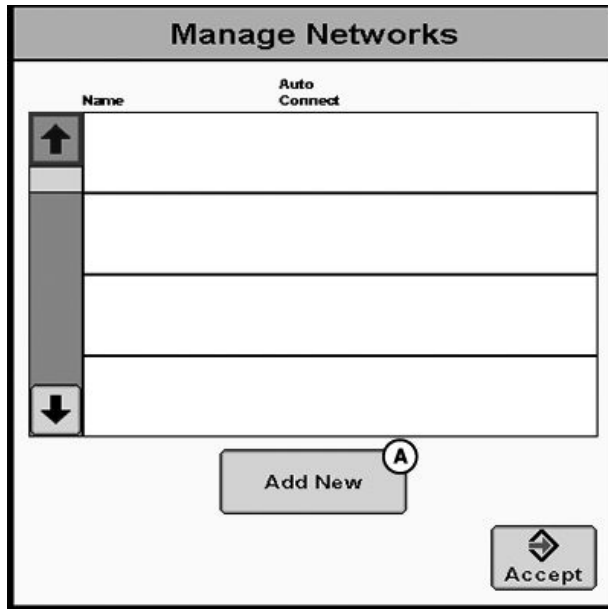 Manage Networks
Name
Auto
Connect
A
Add New
Accept